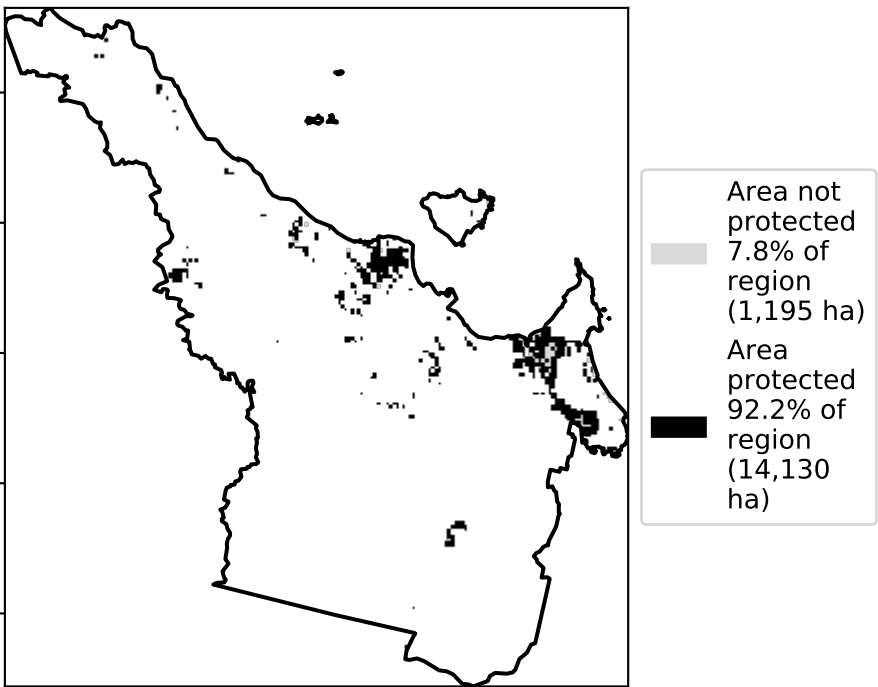 Area not
protected
7.8% of
region
(1,195 ha)
Area
protected
92.2% of
region
(14,130
ha)